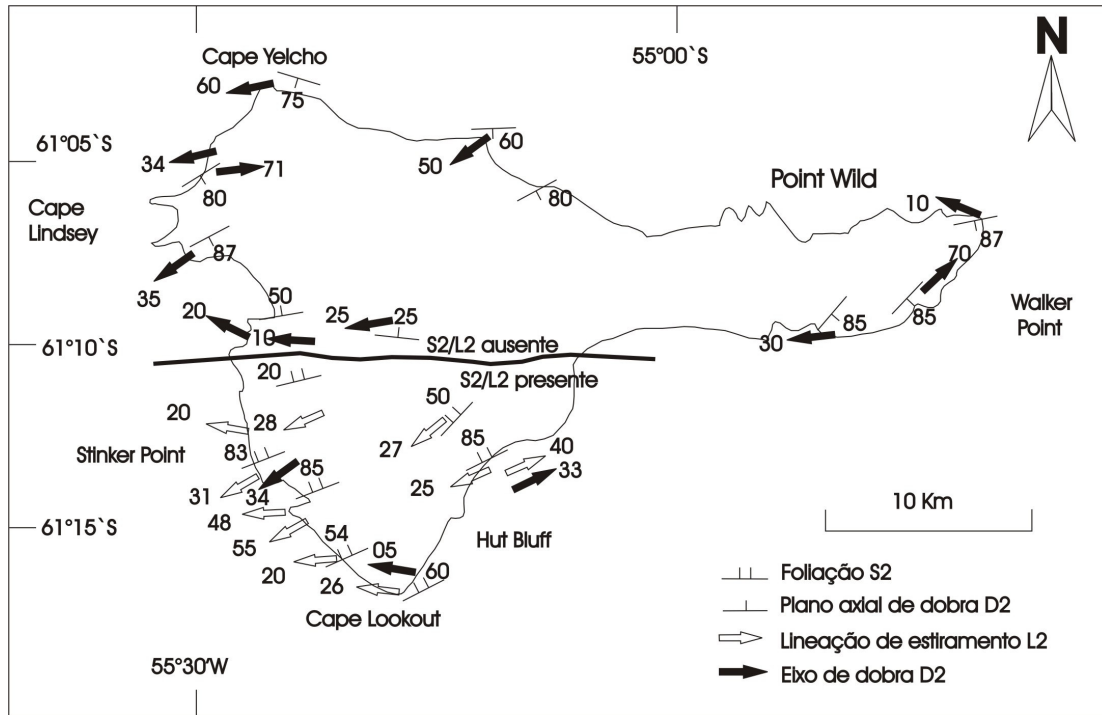 Cape Yelcho
55°00`S
N
60
75
61°05`S
60
34
71
50
80
80
Point Wild
10
Cape
Lindsey
87
87
70
35
50
Walker
Point
20
25
25
85
85
10
30
61°10`S
S2/L2 ausente
20
S2/L2 presente
50
20
28
85
40
Stinker Point
83
27
33
85
25
31
34
10 Km
48
61°15`S
54
Hut Bluff
55
05
20
60
26
Foliação S2
Cape Lookout
Plano axial de dobra D2
Lineação de estiramento L2
55°30'W
Eixo de dobra D2